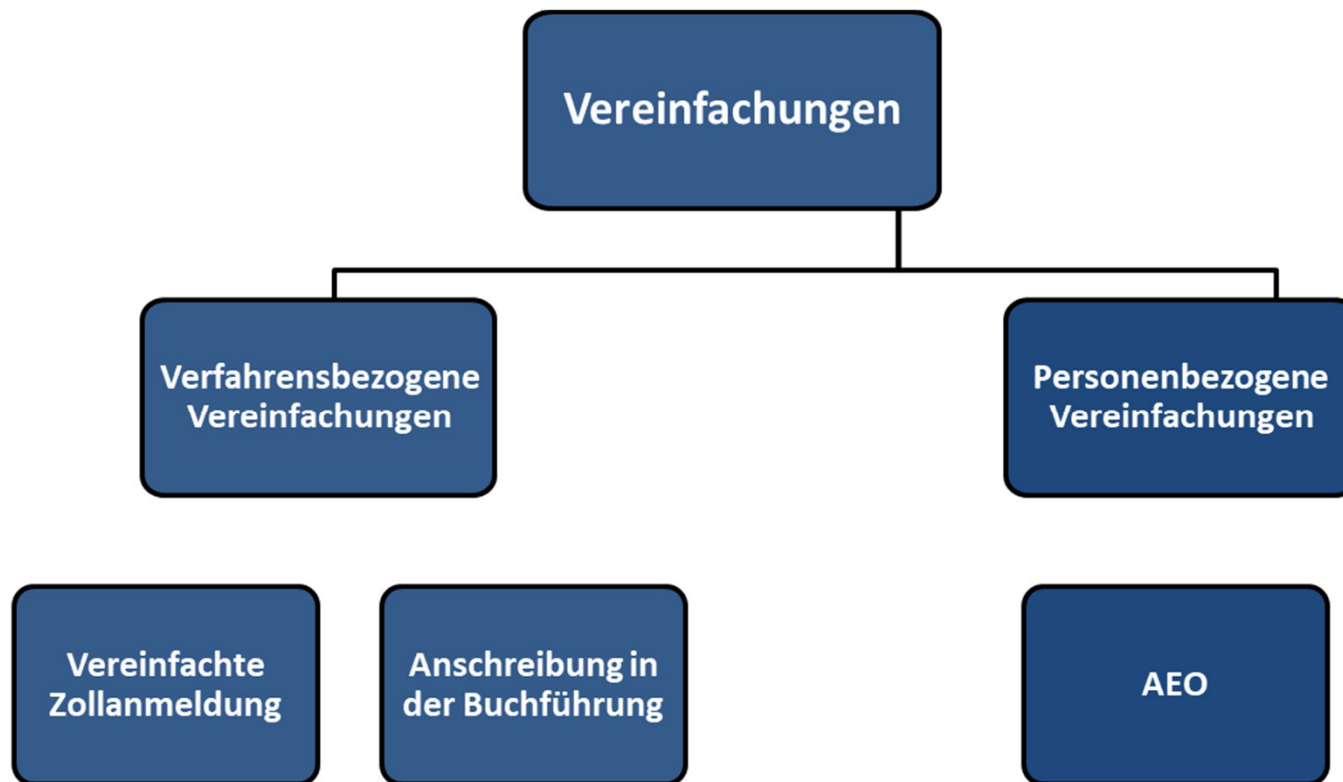 Vereinfachungen
Verfahrensbezogene
Vereinfachungen
Personenbezogene
Vereinfachungen
Vereinfachte
Zollanmeldung
Anschreibung in
der Buchführung
AEO